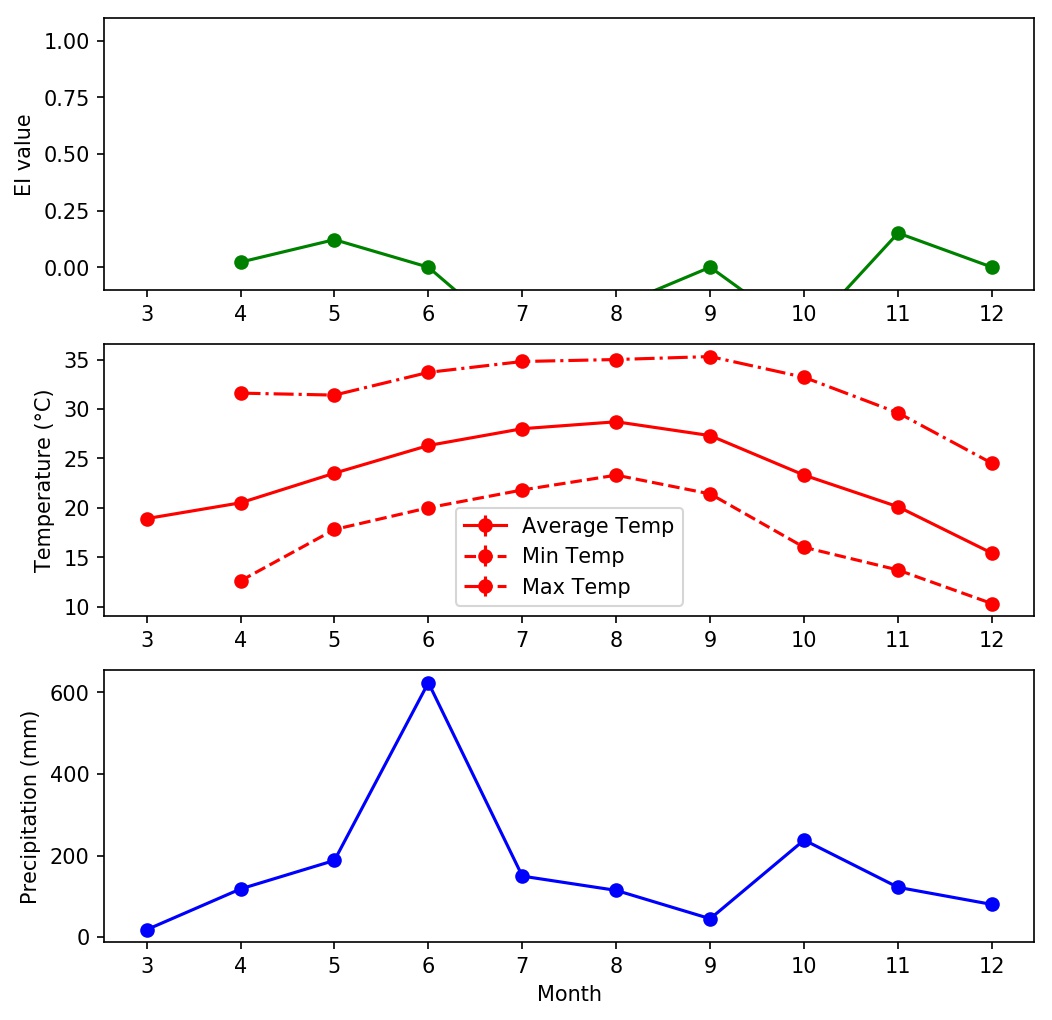 EI value
1.00
0.75
0.50
0.25
0.00
3 4 5 6 7 8 9 10 11 12
Temperature (°C)
35
30
25
20
15
10
Average Temp
Min Temp
Max Temp
3 4 5 6 7 8 9 10 11 12
Precipitation (mm)
600
400
200
0
3 4 5 6 7 8 9 10 11 12
Month